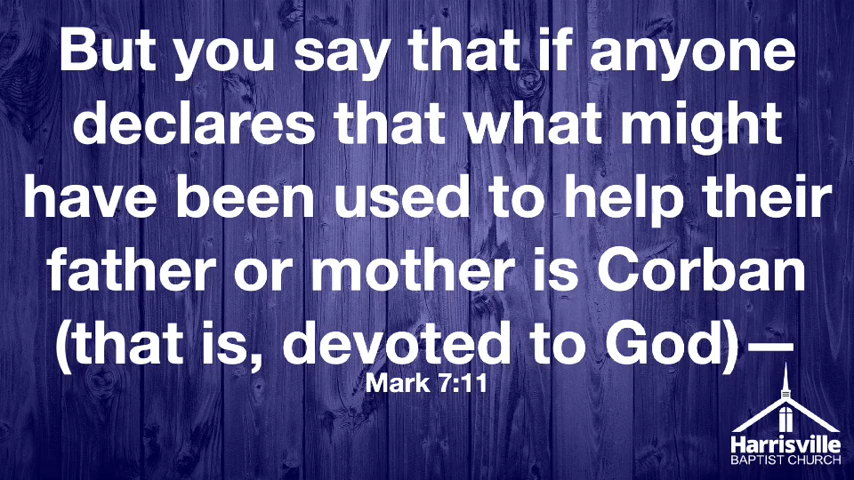 But you say that if anyone
declares that what might
have been used to help their
father or mother is Corban
(that is, devoted to God)—
Mark 7:11
Harrisville
BAPTIST CHURCH